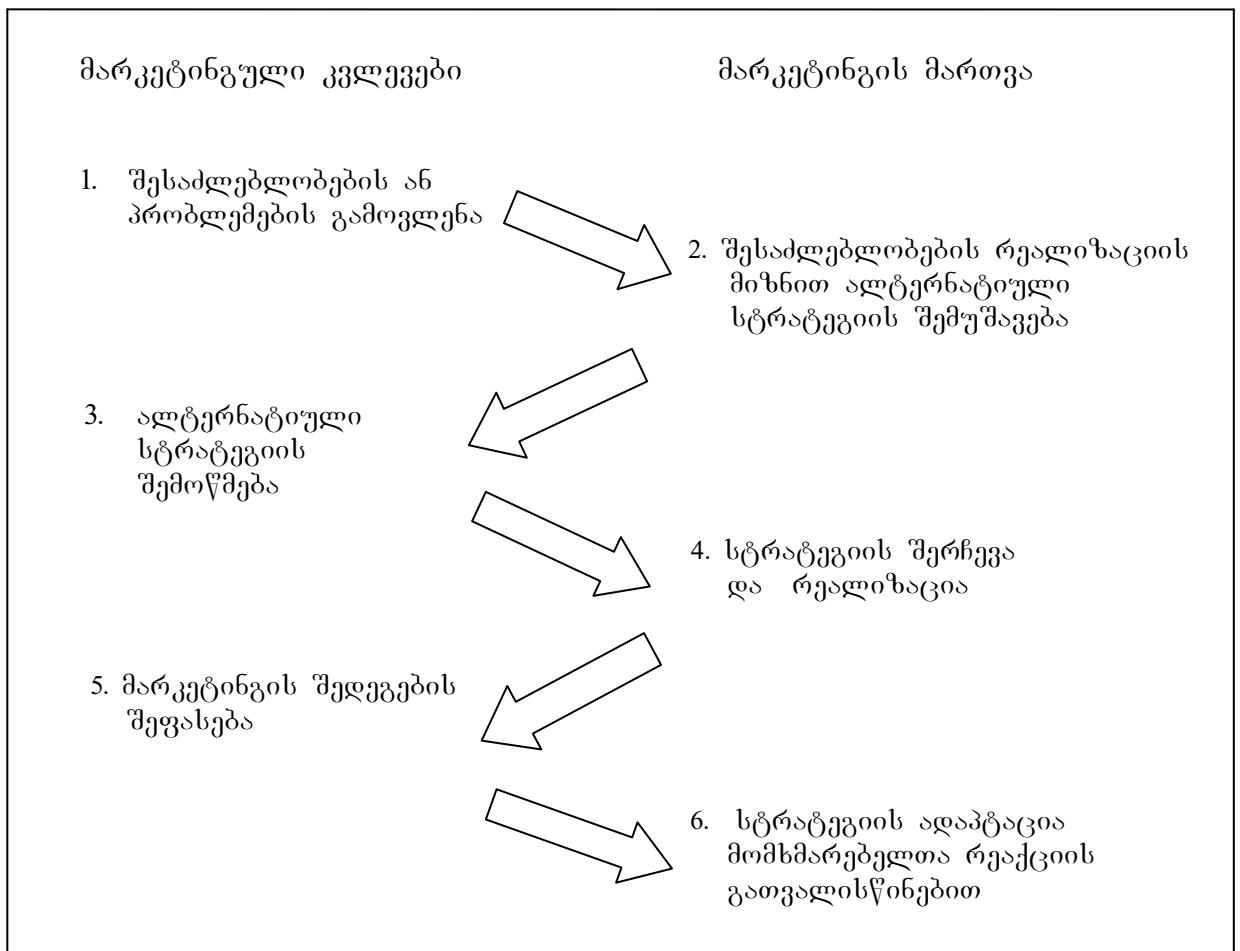 მარკეტინგული კვლევები
მარკეტინგის მართვა
1. შესაძლებლობების ან
პრობლემების გამოვლენა
2. შესაძლებლობების რეალიზაციის
მიზნით ალტერნატიული
სტრატეგიის შემუშავება
3. ალტერნატიული
სტრატეგიის
შემოწმება
4. სტრატეგიის შერჩევა
და რეალიზაცია
5. მარკეტინგის შედეგების
შეფასება
6. სტრატეგიის ადაპტაცია
მომხმარებელთა რეაქციის
გათვალისწინებით